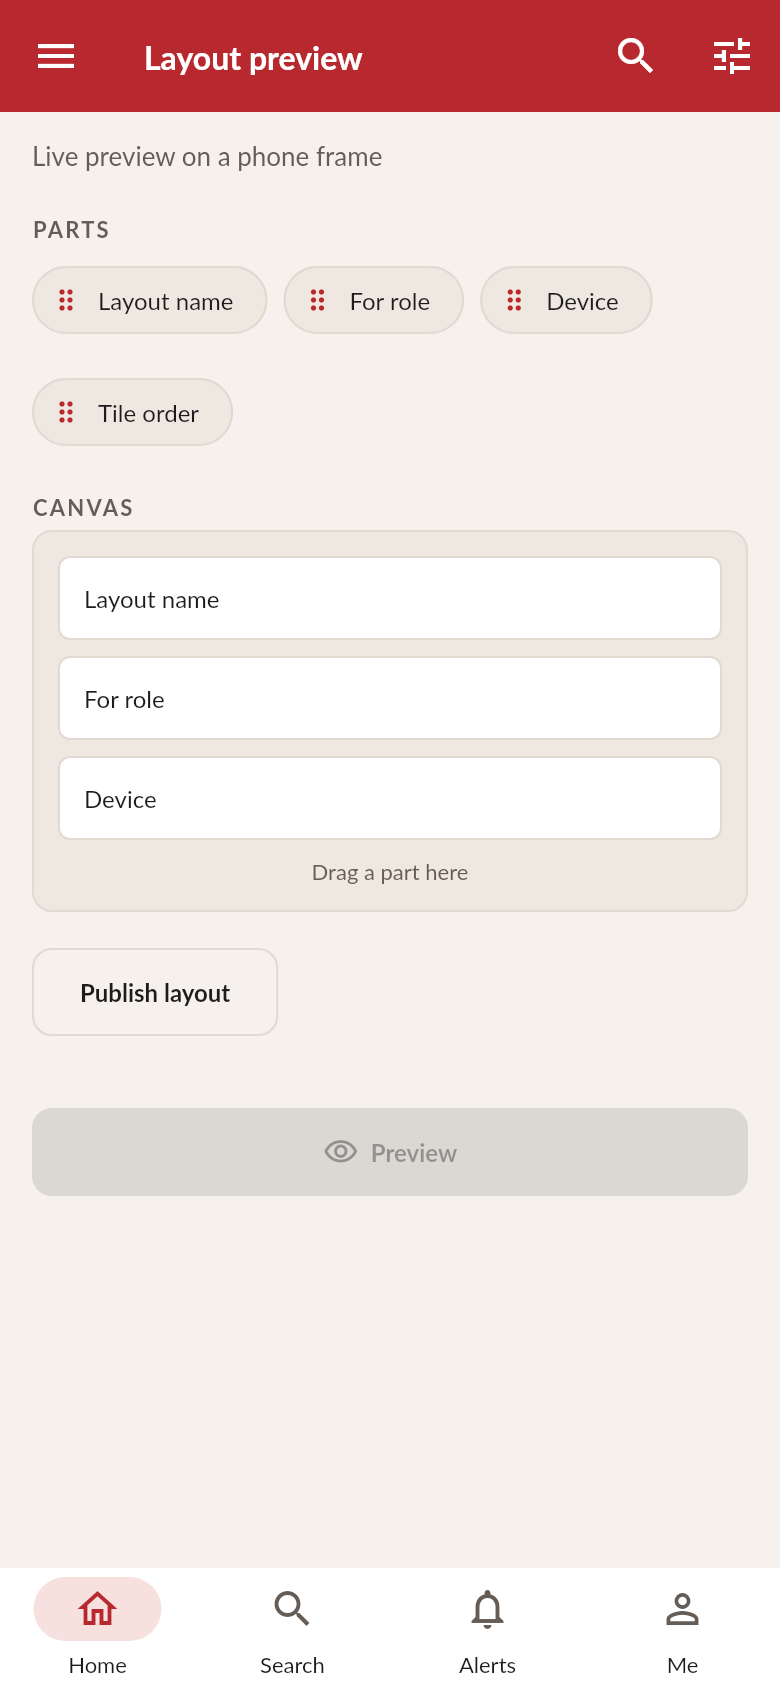 Layout preview
Live preview on a phone frame
PARTS
Layout name
For role
Device
Tile order
CANVAS
Layout name
For role
Device
Drag a part here
Publish layout
Preview
Home
Search
Alerts
Me